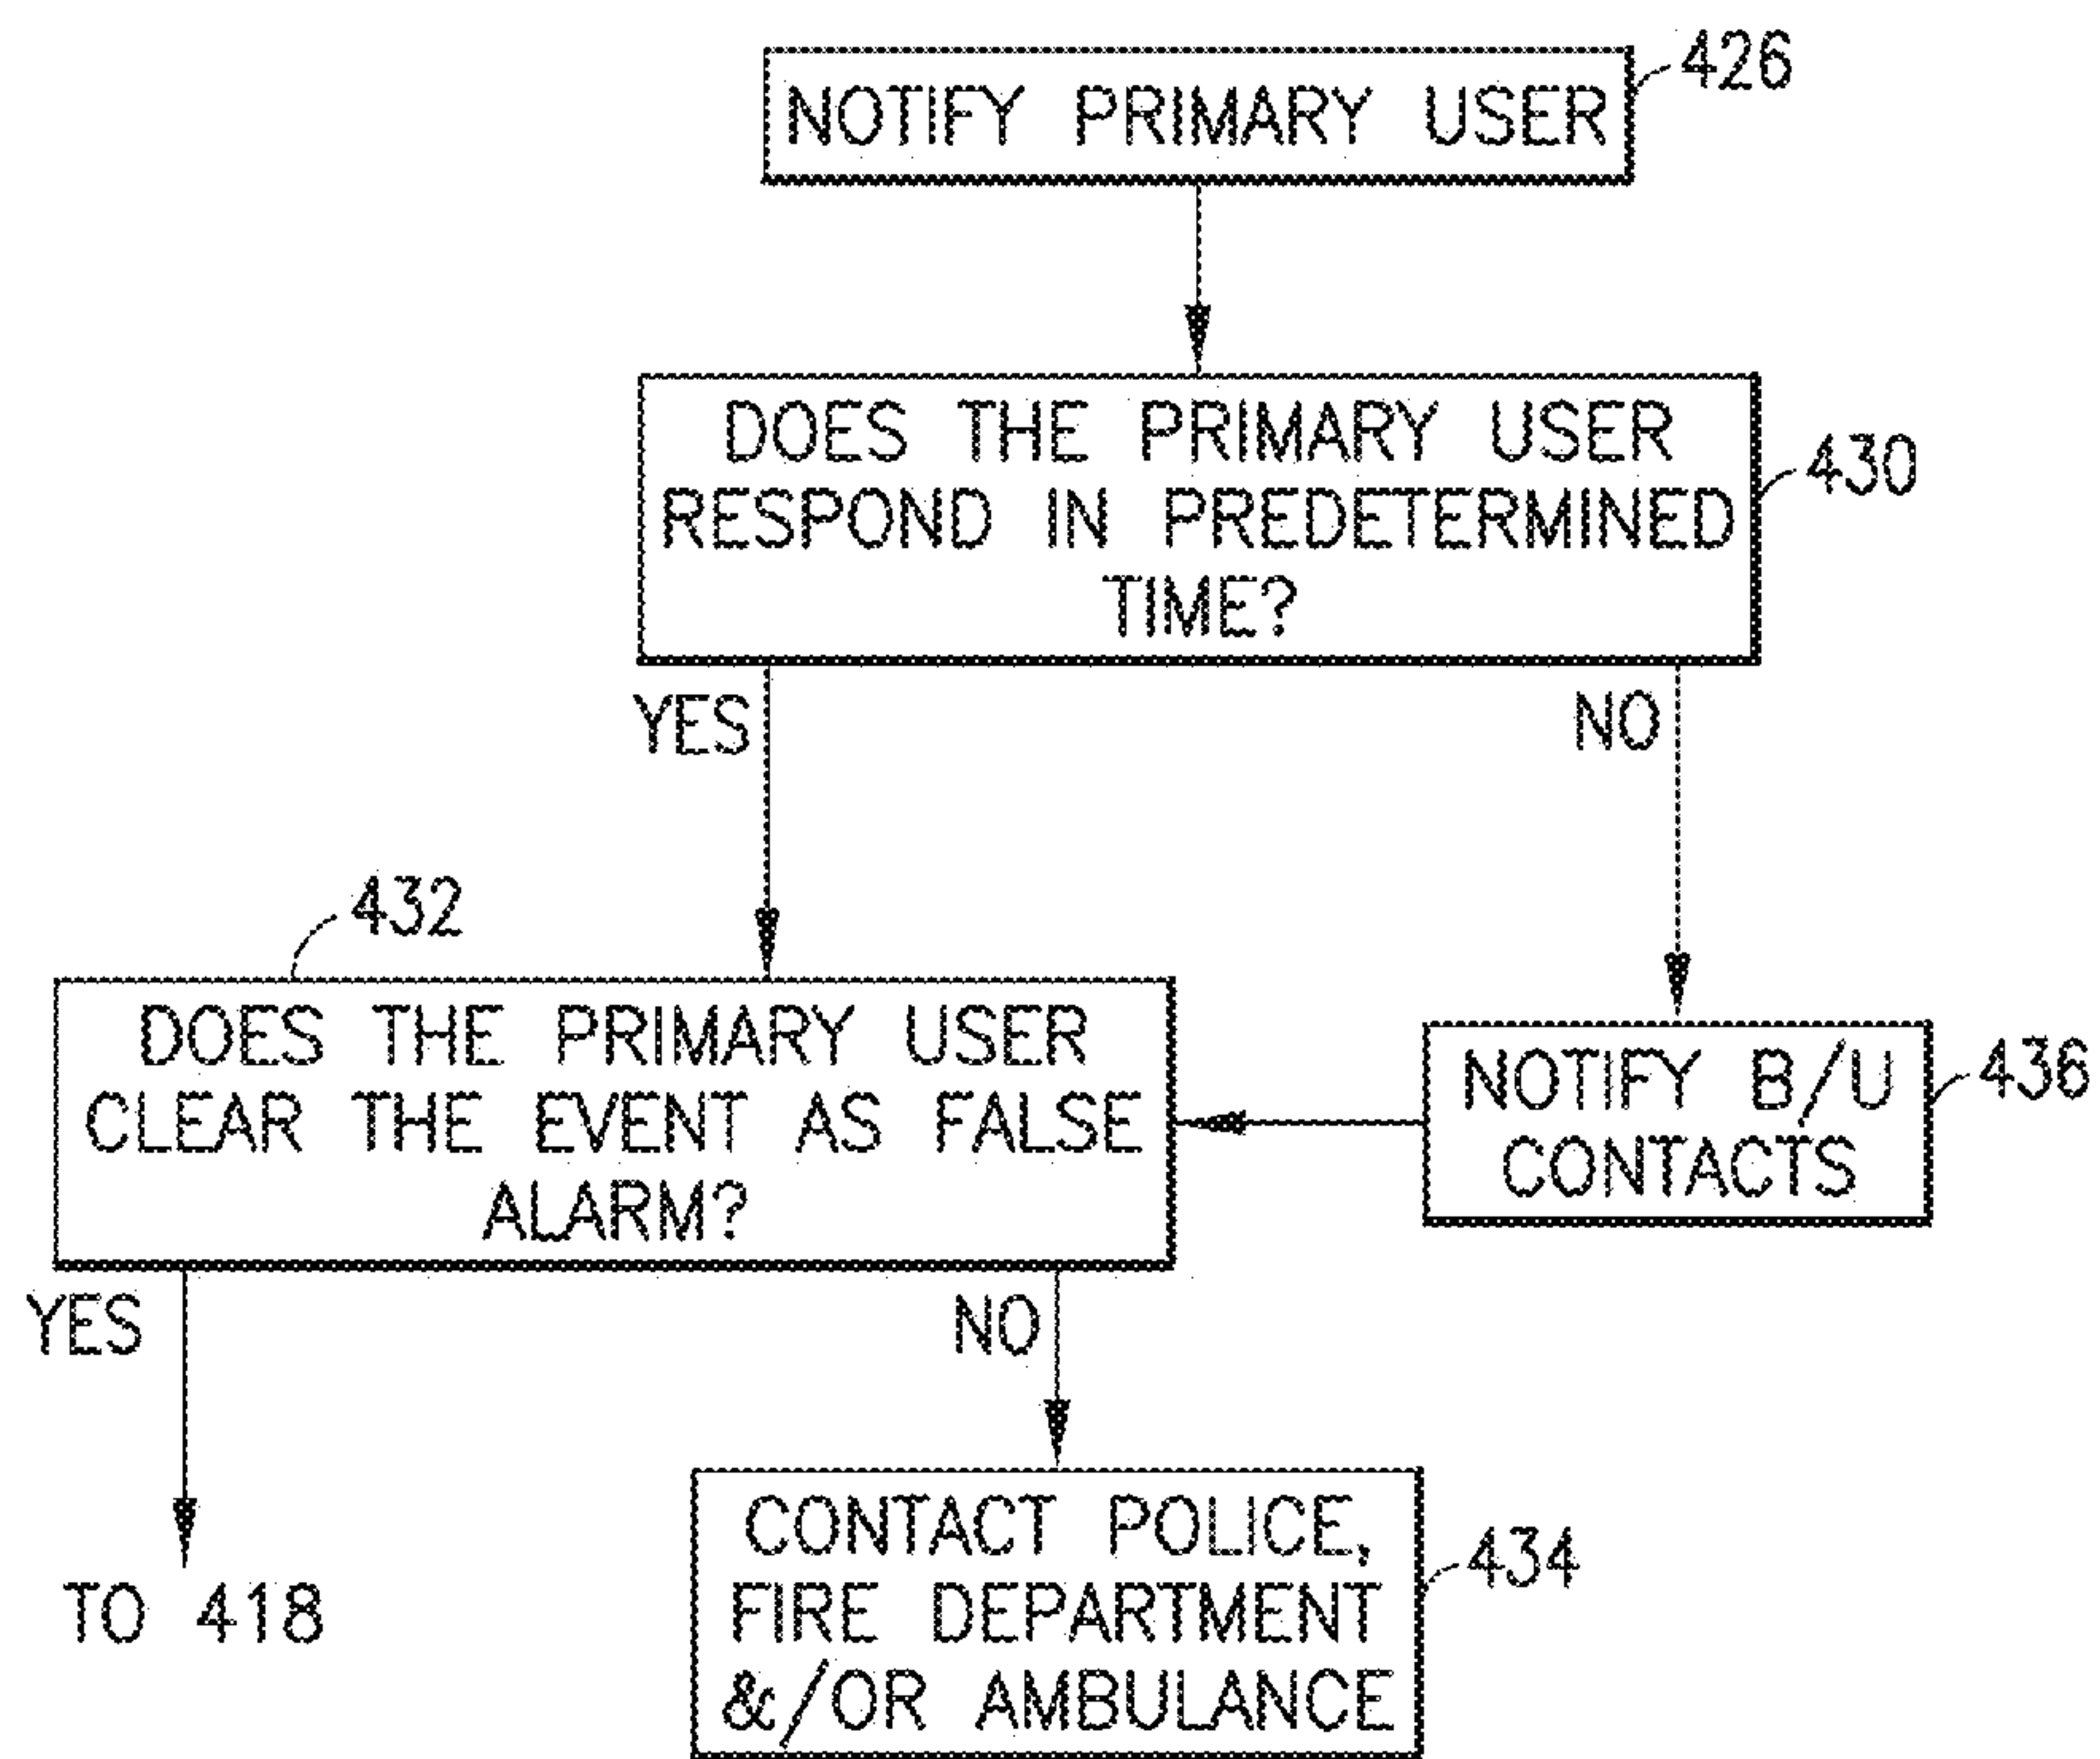 426
NOTIFY PRIMARY USER
DOES THE PRIMARY USER
RESPOND IN PREDETERMINED
TIME?
430
YES
NO
432
DOES THE PRIMARY USER
CLEAR THE EVENT AS FALSE
ALARM?
NOTIFY B/U
CONTACTS
436
YES
NO
TO 418
CONTACT POLICE,
FIRE DEPARTMENT
&/OR AMBULANCE
434